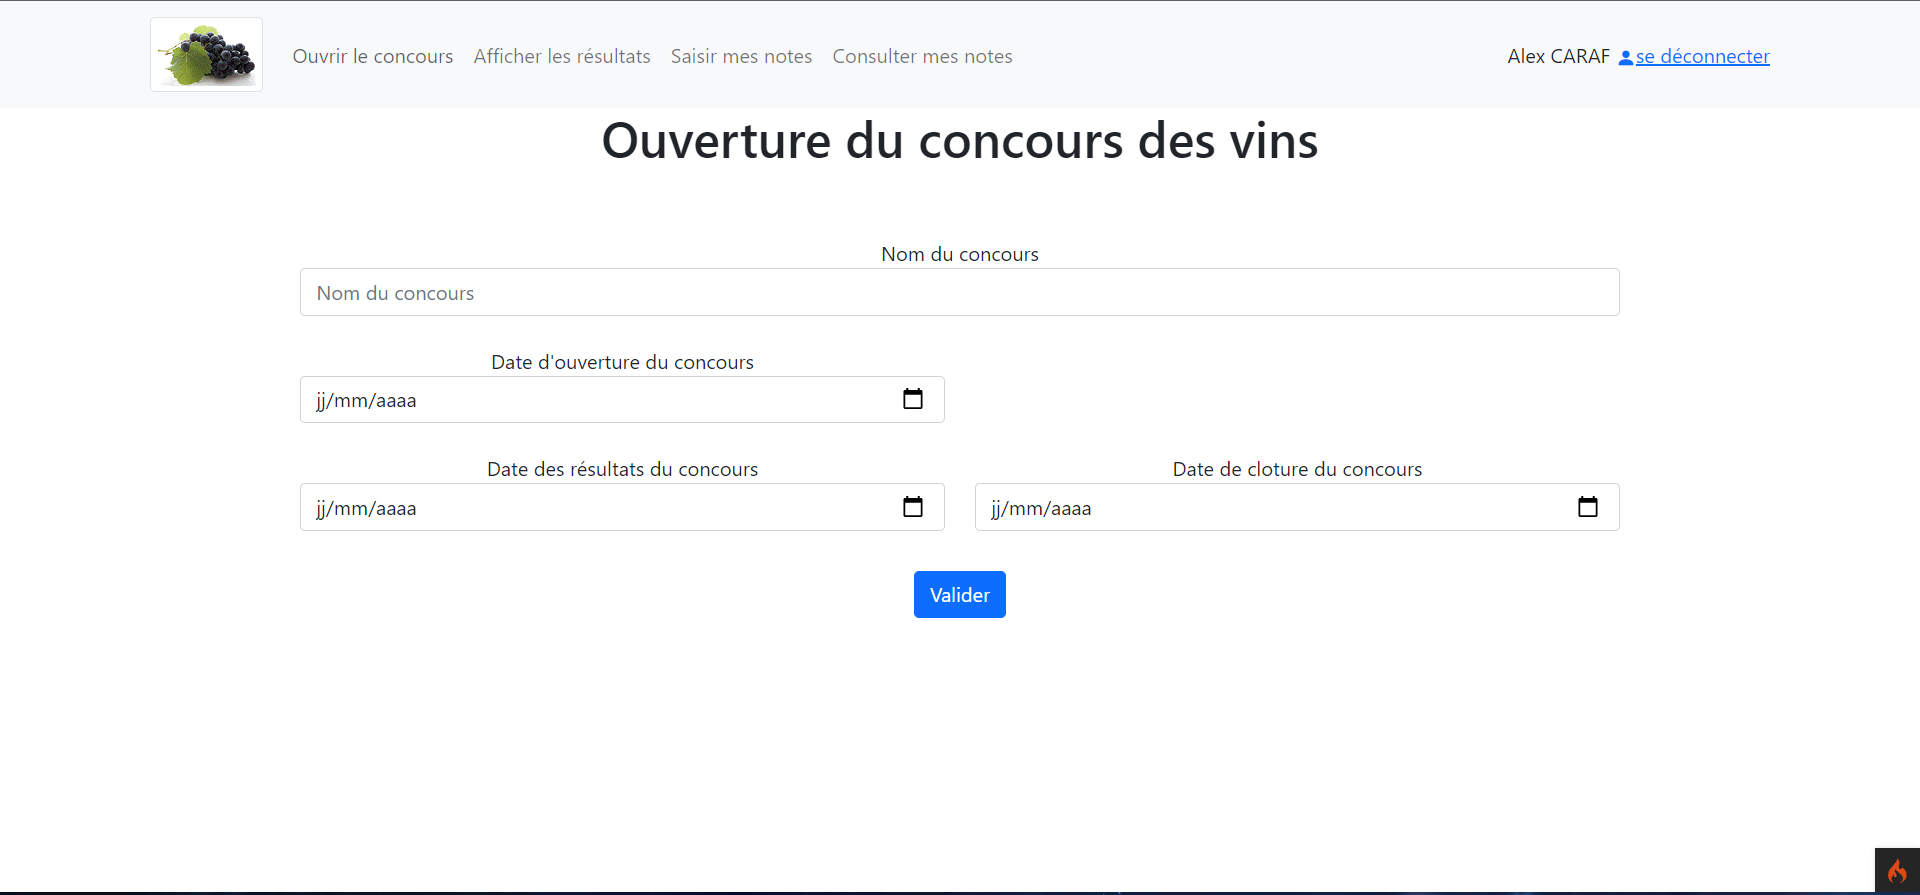 Ouvrir le concours Afficher les résultats Saisir mes notes Consulter mes notes Alex CARAF se déconnecter
Ouverture du concours des vins
Nom du concours
Nom du concours
Date d'ouverture du concours
jj/mm/aaaa
Date des résultats du concours Date de cloture du concours
jj/mm/aaaa jj/mm/aaaa
Valider